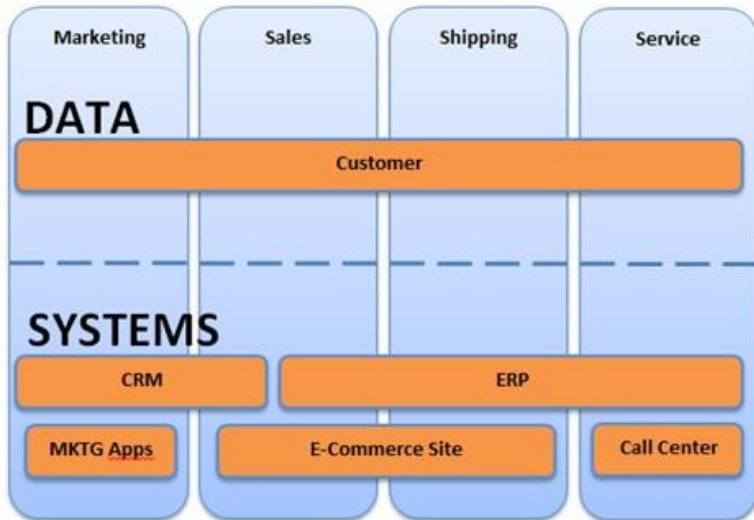 Marketing Sales Shipping Service
DATA
Customer
SYSTEMS
CRM ERP
MKTG Apps E-Commerce Site Call Center